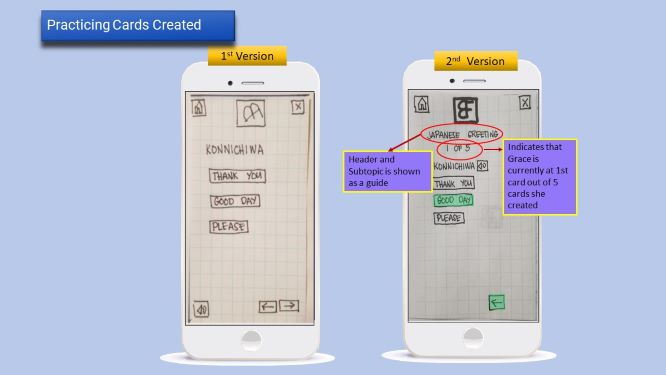 Practicing Cards Created
1st Version
KONNICHIWA
THANK YOU
GOOD DAY
PLEASE
2nd Version
JAPANESE GREETING
1 OF 5
KONNICHIWA
THANK YOU
GOOD DAY
PLEASE
Header and
Subtopic is shown
as a guide
Indicates that
Grace is
currently at 1st
card out of 5
cards she
created